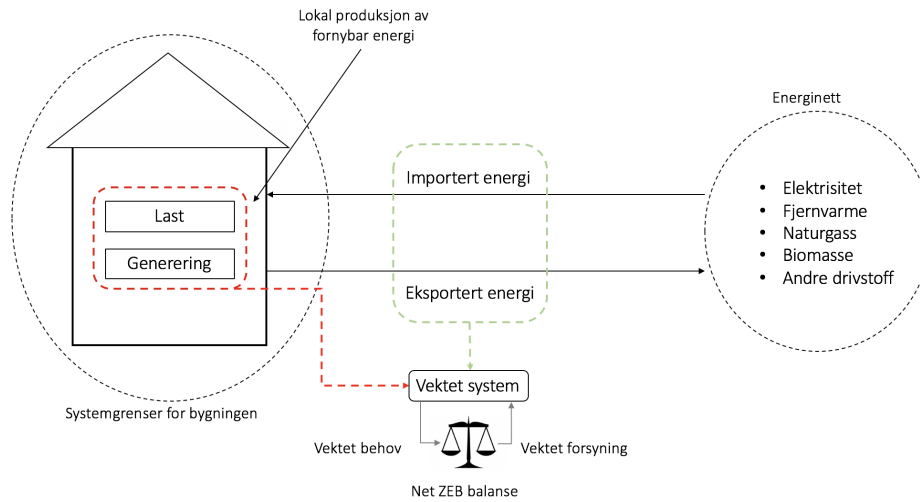 Lokal produksjon av
fornybar energi
Energinett
Importert energi
Elektrisitet
Last
Fjernvarme
Naturgass
Generering
Biomasse
Andre drivstoff
Eksportert energi
Vektet system
Systemgrenser for bygningen
Vektet behov
Vektet forsyning
Net ZEB balanse